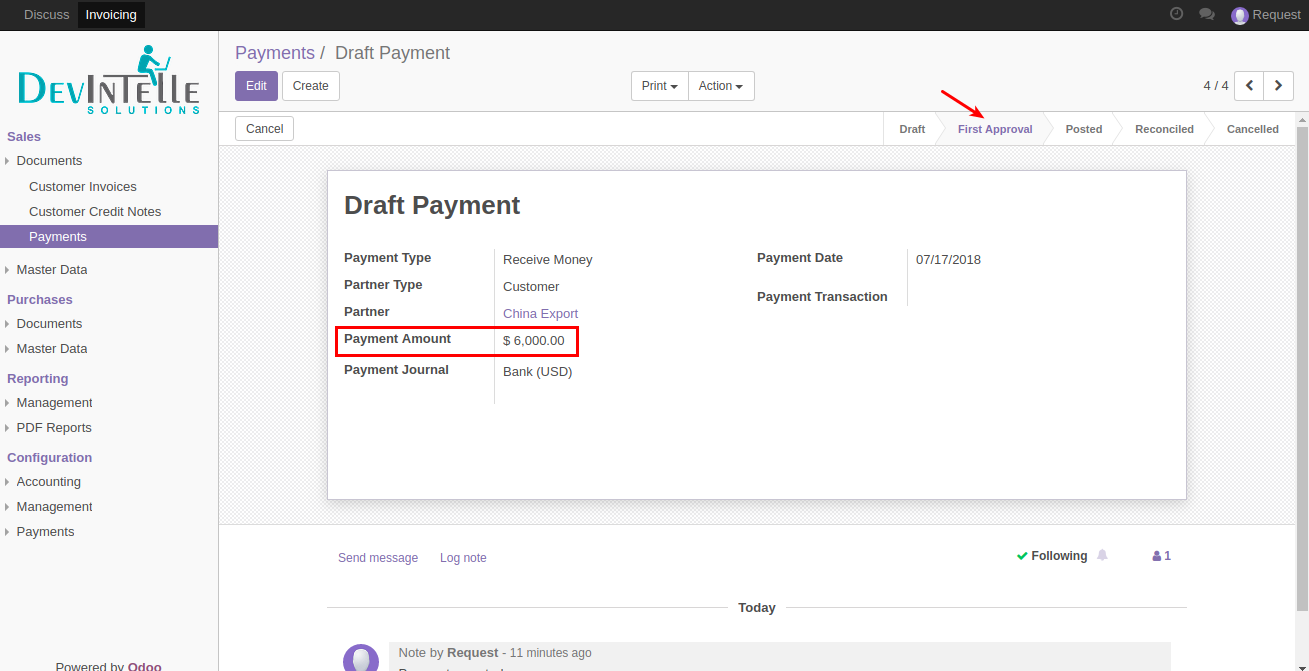 Discuss Invoicing Request
DEVINTELLE
SOLUTIONS
Payments / Draft Payment
Edit Create Print Action 4 / 4
Cancel Draft First Approval Posted Reconciled Cancelled
Sales
Documents
Customer Invoices
Customer Credit Notes
Payments
Master Data
Purchases
Documents
Master Data
Reporting
Management
PDF Reports
Configuration
Accounting
Management
Payments
Powered by Odoo
Draft Payment
Payment Type Receive Money
Partner Type Customer
Partner China Export
Payment Amount $ 6,000.00
Payment Journal Bank (USD)
Payment Date 07/17/2018
Payment Transaction
Send message Log note Following 1
Today
Note by Request - 11 minutes ago